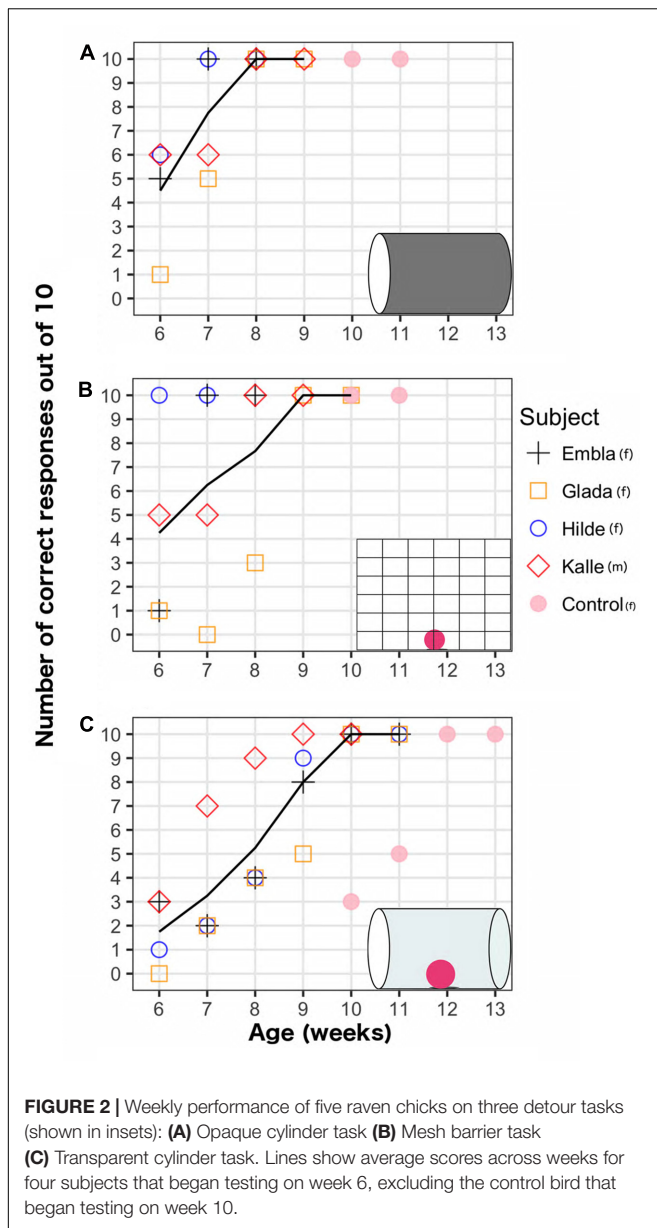 A
10
9
8
7
6
5
4
3
2
1
0
6 7 8 9 10 11 12 13
B
10
9
8
7
6
5
4
3
2
1
0
6 7 8 9 10 11 12 13
C
10
9
8
7
6
5
4
3
2
1
0
6 7 8 9 10 11 12 13
Age (weeks)
Number of correct responses out of 10
Subject
Embla (f)
Glada (f)
Hilde (f)
Kalle (m)
Control (f)
FIGURE 2 | Weekly performance of five raven chicks on three detour tasks
(shown in insets): (A) Opaque cylinder task (B) Mesh barrier task
(C) Transparent cylinder task. Lines show average scores across weeks for
four subjects that began testing on week 6, excluding the control bird that
began testing on week 10.